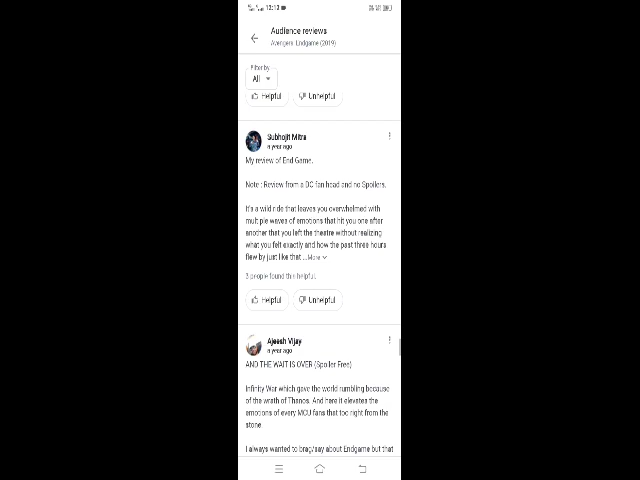 12:13
Audience reviews
Avengers: Endgame (2019)
Filter by
All
Helpful Unhelpful
Subhojit Mitra
a year ago
My review of End Game.
Note : Review from a DC fan head and no Spoilers.
It's a wild ride that leaves you overwhelmed with
multiple waves of emotions that hit you one after
another that you left the theatre without realizing
what you felt exactly and how the past three hours
flew by just like that ...More
3 people found this helpful.
Helpful Unhelpful
Ajeesh Vijay
a year ago
AND THE WAIT IS OVER (Spoiler Free)
Infinity War which gave the world rumbling because
of the wrath of Thanos. And here it elevates the
emotions of every MCU fans that too right from the
stone.
I always wanted to brag/say about Endgame but that